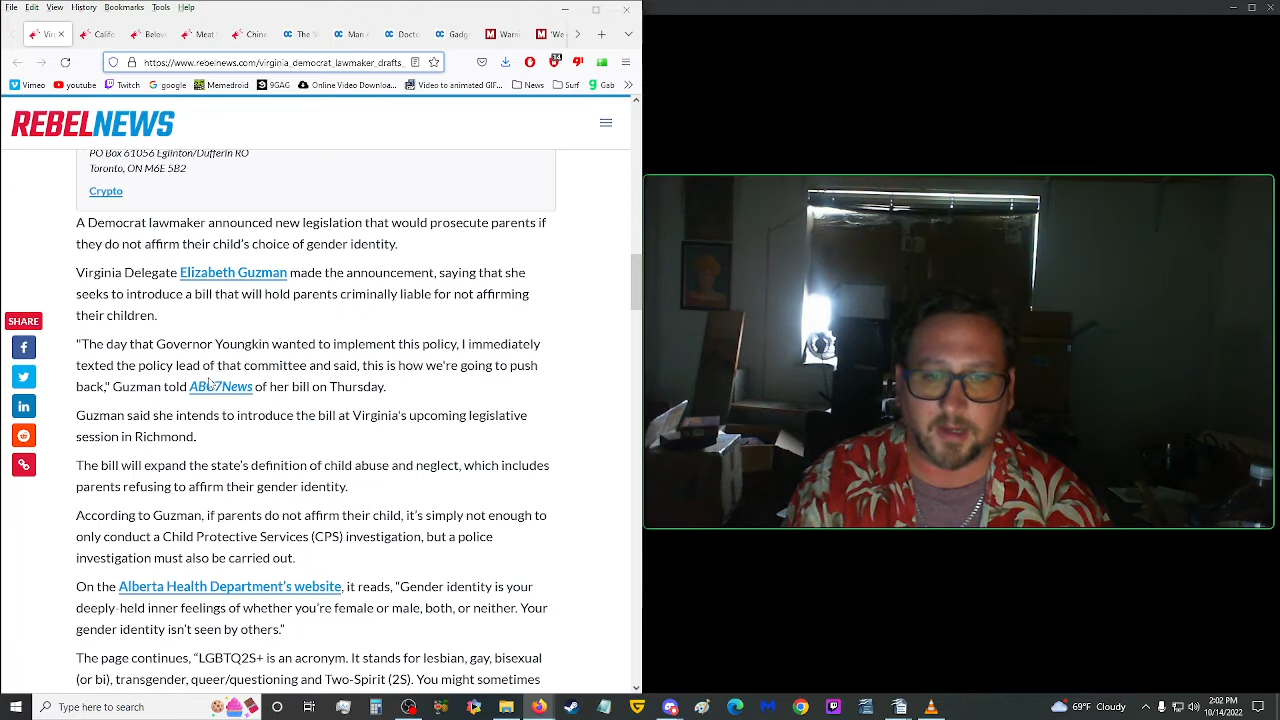 File Edit View History Bookmarks Tools Help
Vir Califo Belov Meet Chine The V Man Docto Gadg Warni 'We
https://www.rebelnews.com/virginia_democrat_lawmaker_drafts_
Vimeo youtube Twitch google Memedroid 9GAG Online Video Downloa... Video to animated GIF... News Surf Gab
REBELNEWS
PO Box 61056 Eglinton/Dufferin RO
Toronto, ON M6E 5B2
Crypto
A Democrat lawmaker announced new legislation that would prosecute parents if
they do not affirm their child's choice of gender identity.
Virginia Delegate Elizabeth Guzman made the announcement, saying that she
seeks to introduce a bill that will hold parents criminally liable for not affirming
their children.
SHARE
"The day that Governor Youngkin wanted to implement this policy, I immediately
texted the policy lead of that committee and said, this is how we're going to push
back," Guzman told ABC7News of her bill on Thursday.
Guzman said she intends to introduce the bill at Virginia's upcoming legislative
session in Richmond.
The bill will expand the state's definition of child abuse and neglect, which includes
parents refusing to affirm their gender identity.
According to Guzman, if parents do not affirm their child, it's simply not enough to
only conduct a Child Protective Services (CPS) investigation, but a police
investigation must also be carried out.
On the Alberta Health Department's website, it reads, “Gender identity is your
deeply-held inner feelings of whether you're female or male, both, or neither. Your
gender identity isn't seen by others.”
The page continues, “LGBTQ2S+ is an acronym. It stands for lesbian, gay, bisexual
(or bi), transgender, queer/questioning and Two-Spirit (2S). You might sometimes
Type here to search
69°F Cloudy
2:02 PM
10/14/2022